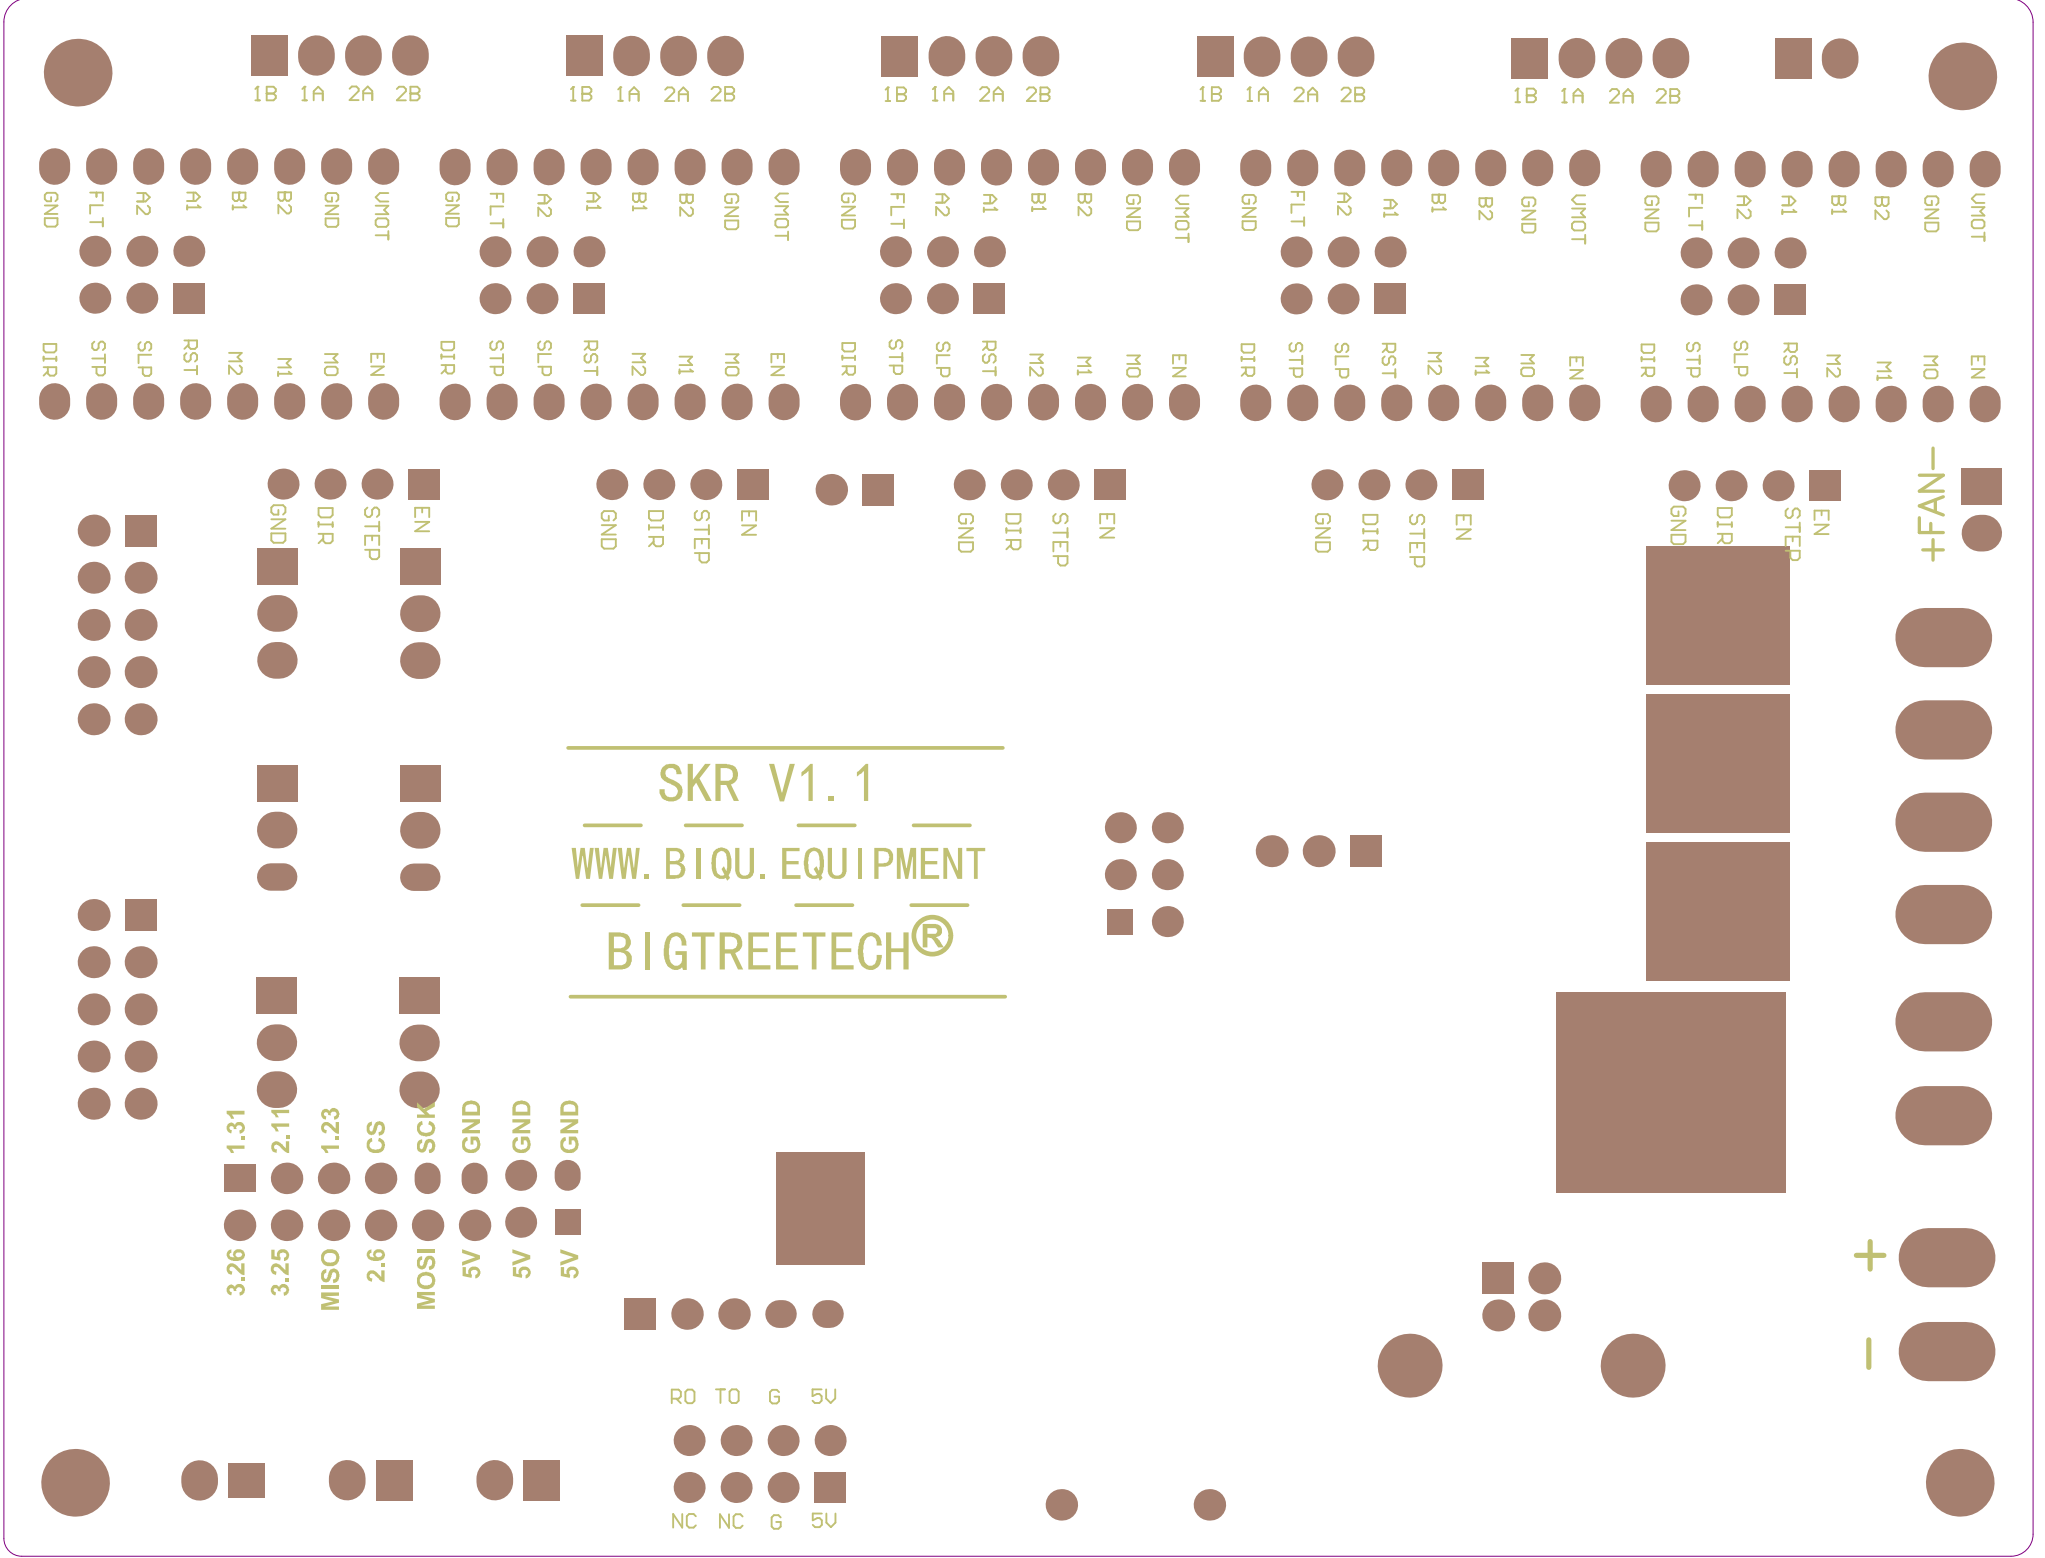 1B 1A 2A 2B 1B 1A 2A 2B 1B 1A 2A 2B 1B 1A 2A 2B 1B 1A 2A 2B
GND FLT A2 A1 B1 B2 GND VMOT GND FLT A2 A1 B1 B2 GND VMOT GND FLT A2 A1 B1 B2 GND VMOT GND FLT A2 A1 B1 B2 GND VMOT GND FLT A2 A1 B1 B2 GND VMOT
DIR STP SLP RST M2 M1 M0 EN DIR STP SLP RST M2 M1 M0 EN DIR STP SLP RST M2 M1 M0 EN DIR STP SLP RST M2 M1 M0 EN DIR STP SLP RST M2 M1 M0 EN
GND DIR STEP EN GND DIR STEP EN GND DIR STEP EN GND DIR STEP EN GND DIR STEP EN
+FAN-
SKR V1.1
WWW.BIQU.EQUIPMENT
BIGTREETECH®
1.31 2.11 1.23 CS SCK GND GND GND
3.26 3.25 MISO 2.6 MOSI 5V 5V 5V
+
-
RO TO G 5V
NC NC G 5V